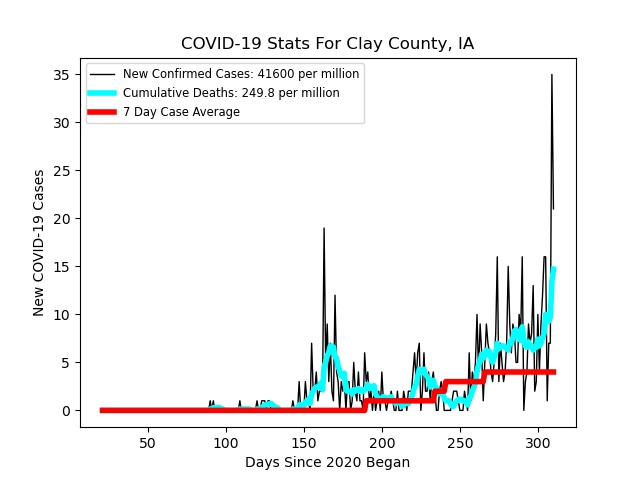 COVID-19 Stats For Clay County, IA
New Confirmed Cases: 41600 per million
Cumulative Deaths: 249.8 per million
7 Day Case Average
New COVID-19 Cases
35
30
25
20
15
10
5
0
50 100 150 200 250 300
Days Since 2020 Began